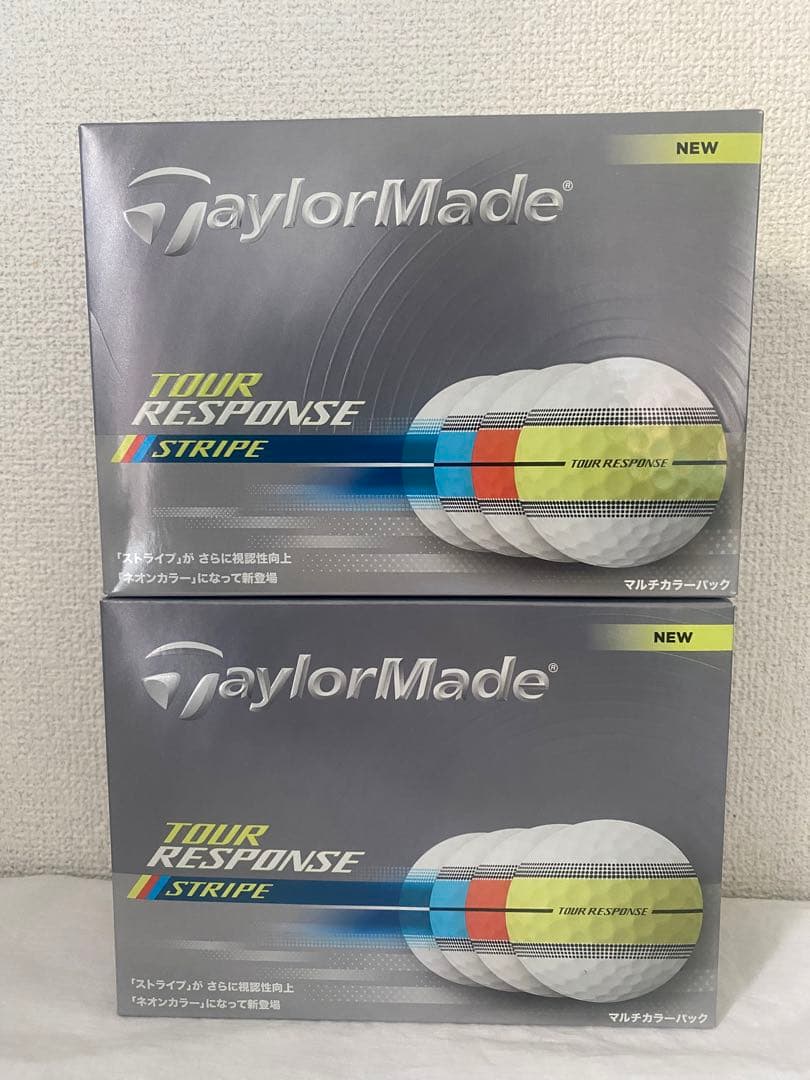 NEW
TaylorMade®
TOUR
RESPONSE
STRIPE
TOUR RESPONSE
「ストライプ」が さらに視認性向上
「ネオンカラー」になって新登場
マルチカラーパック
NEW
TaylorMade®
TOUR
RESPONSE
STRIPE
TOUR RESPONSE
「ストライプ」が さらに視認性向上
「ネオンカラー」になって新登場
マルチカラーパック